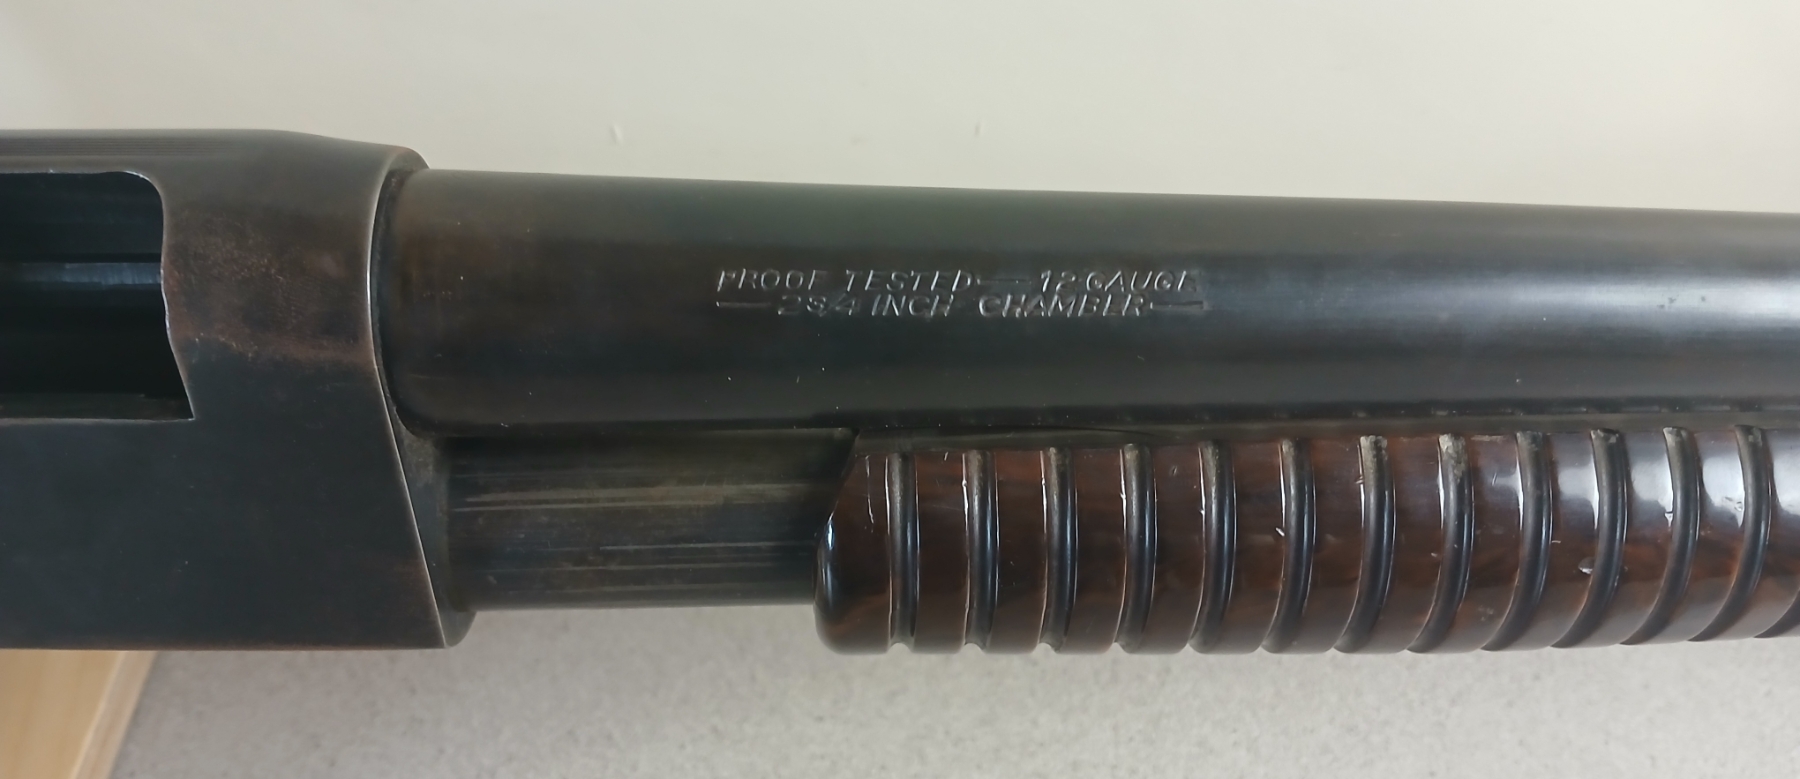 PROOF TESTED — 12 GAUGE
— 2 3/4 INCH CHAMBER —